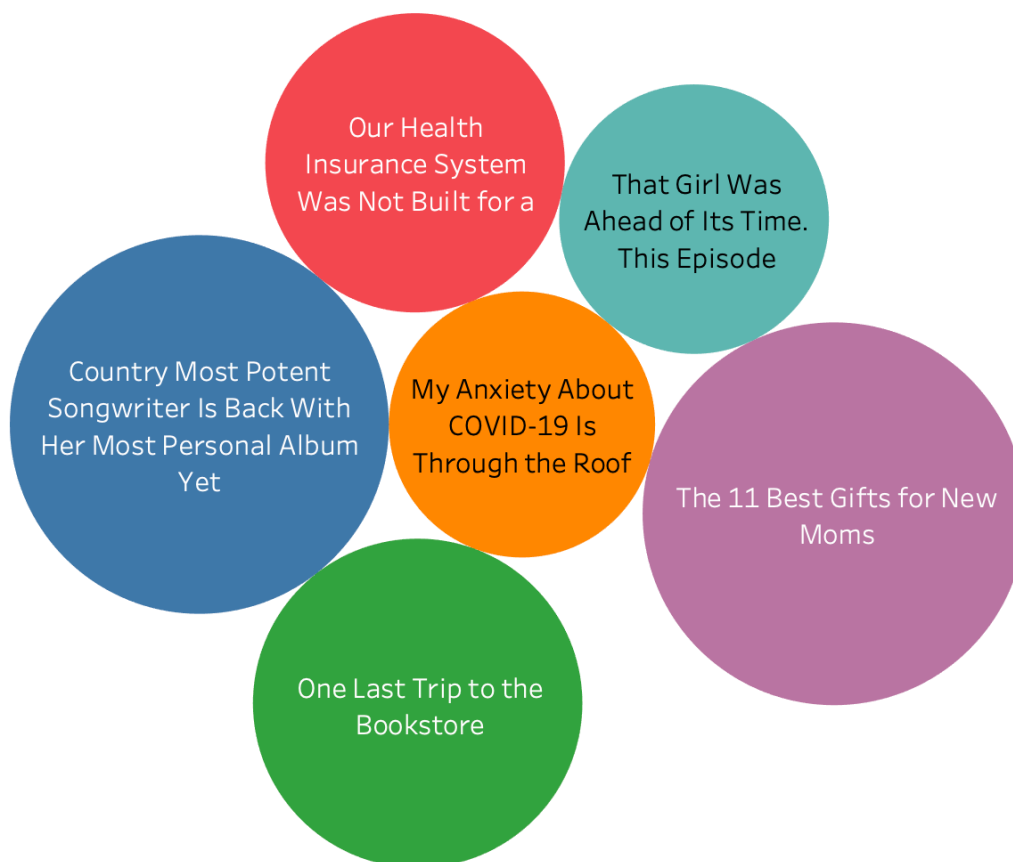 Our Health
Insurance System
Was Not Built for a
That Girl Was
Ahead of Its Time.
This Episode
Country Most Potent
Songwriter Is Back With
Her Most Personal Album
Yet
My Anxiety About
COVID-19 Is
Through the Roof
The 11 Best Gifts for New
Moms
One Last Trip to the
Bookstore